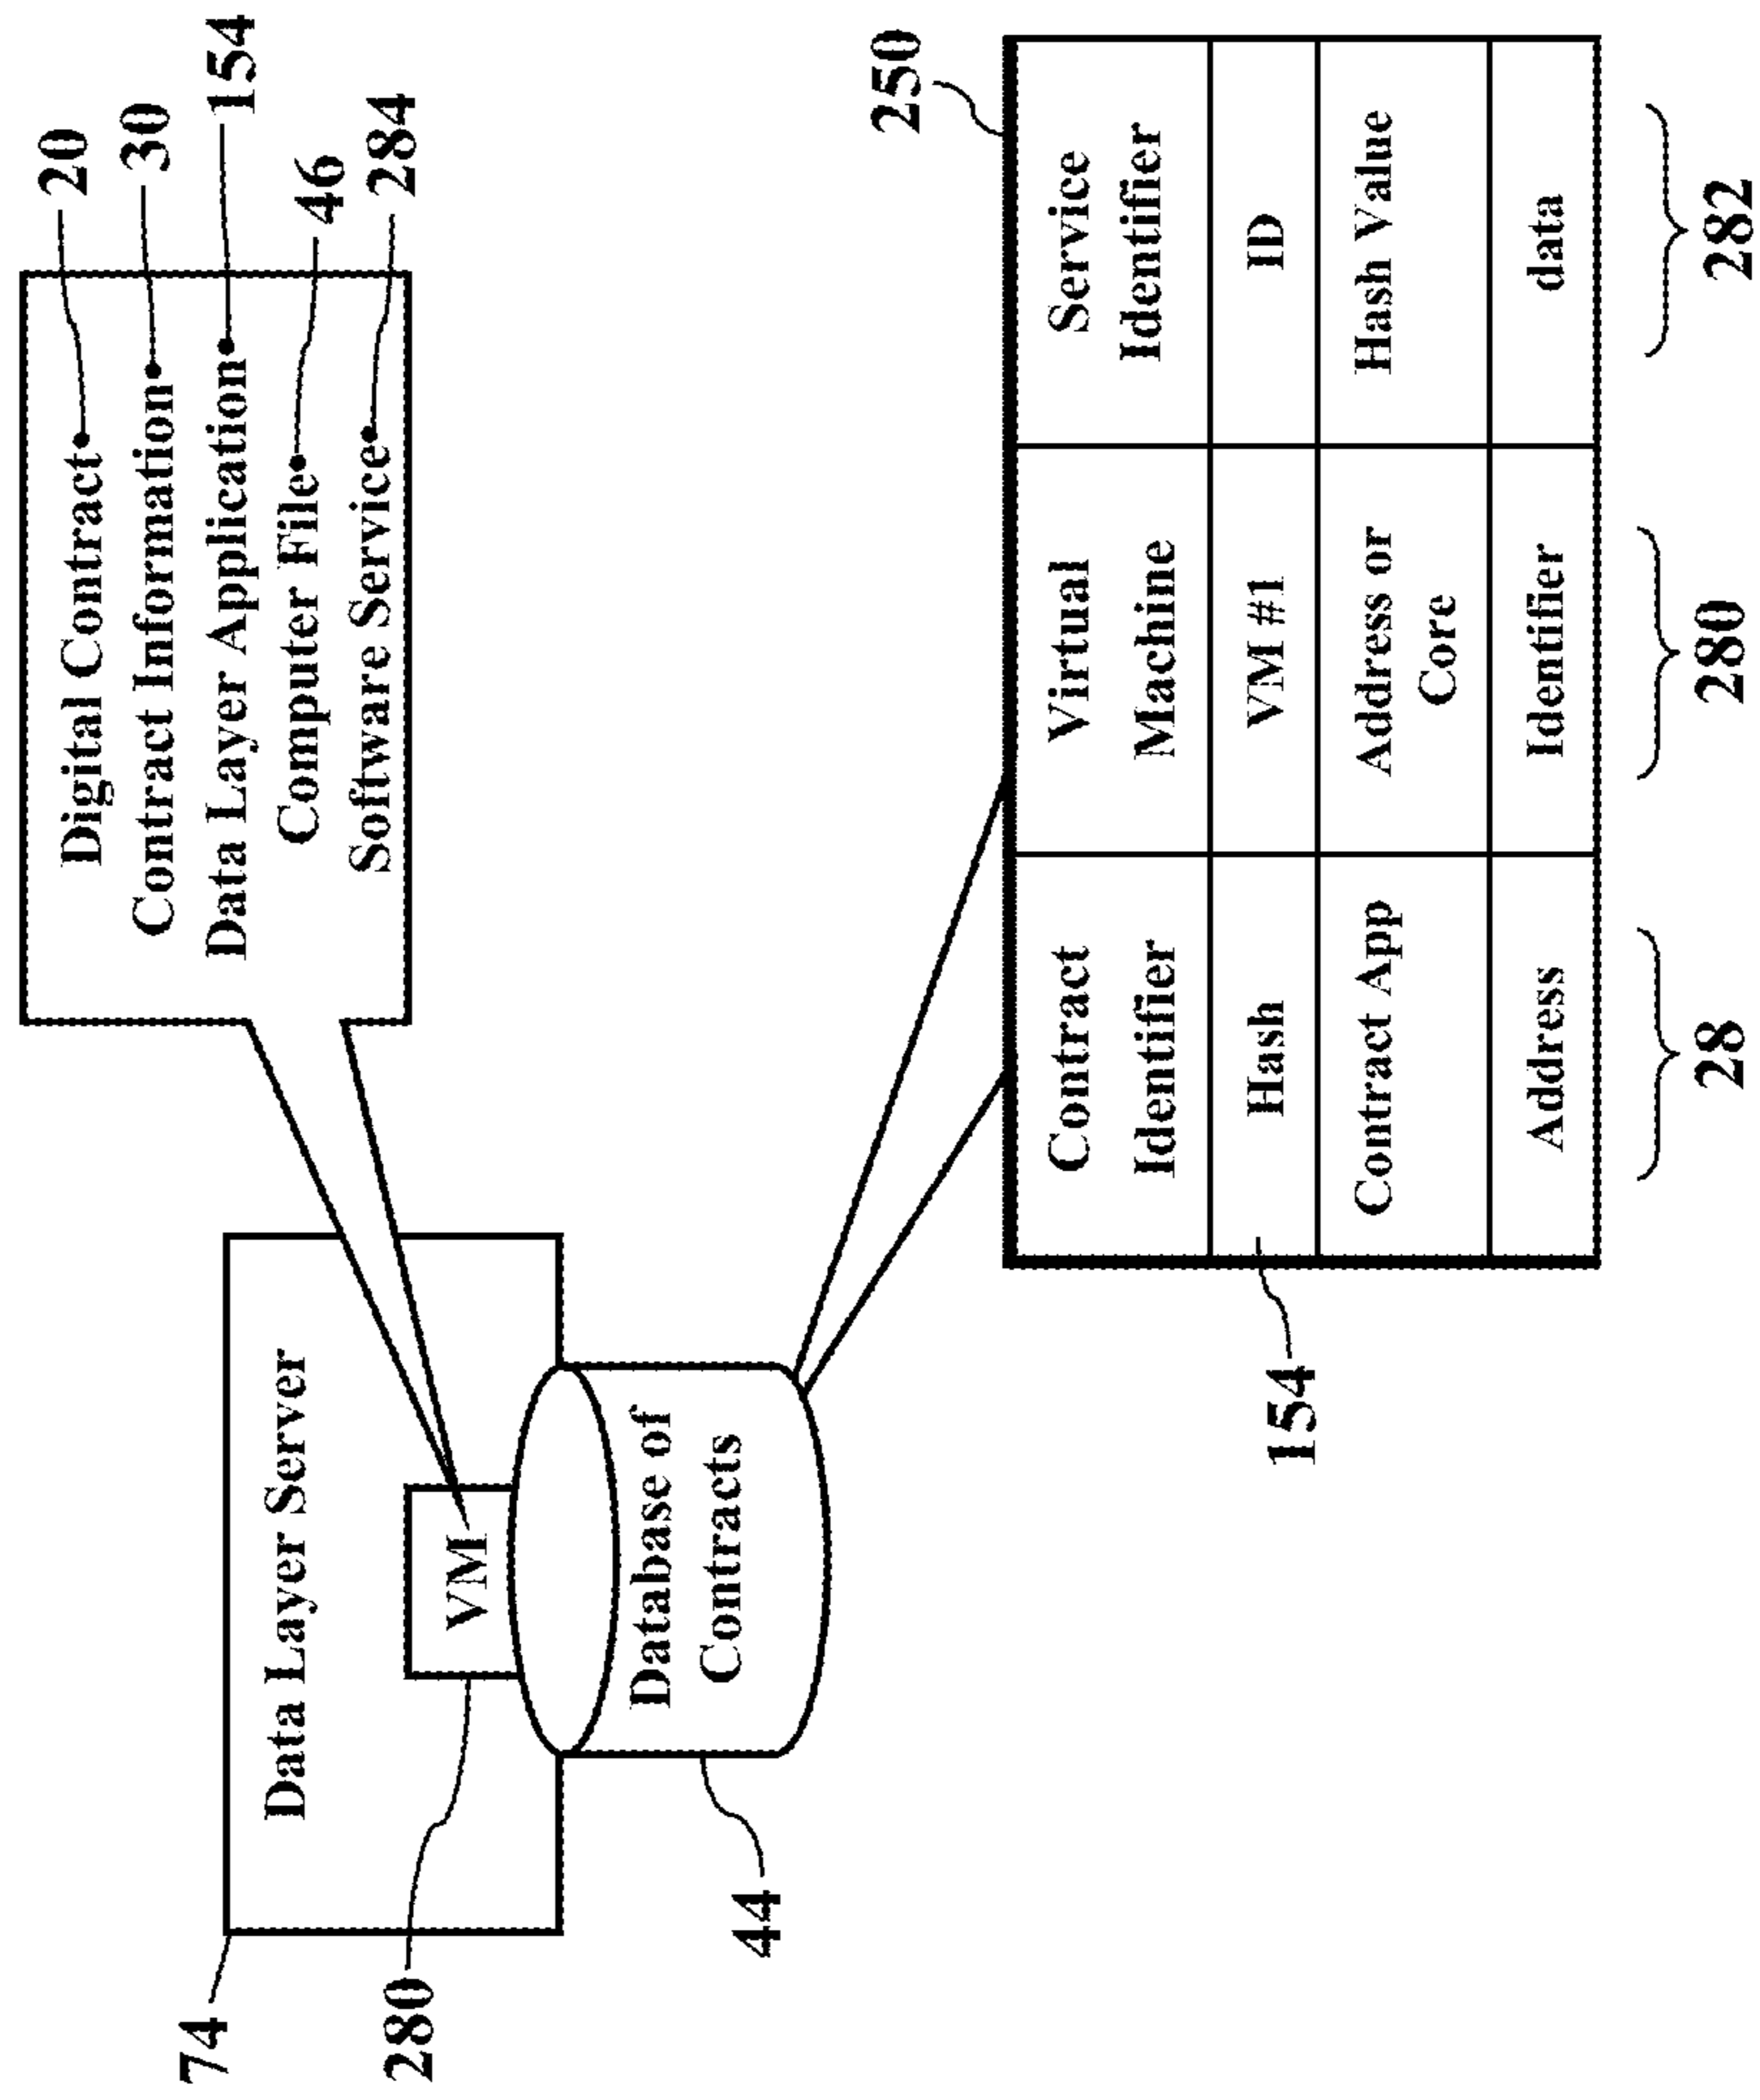 74
Data Layer Server
280
VM
Database of
Contracts
44
Digital Contract
20
Contract Information
30
Data Layer Application
154
Computer File
46
Software Service
284
250
Contract
Identifier
Virtual
Machine
Service
Identifier
Hash
VM #1
ID
Contract App
Address or
Core
Hash Value
Address
Identifier
data
154
28
280
282